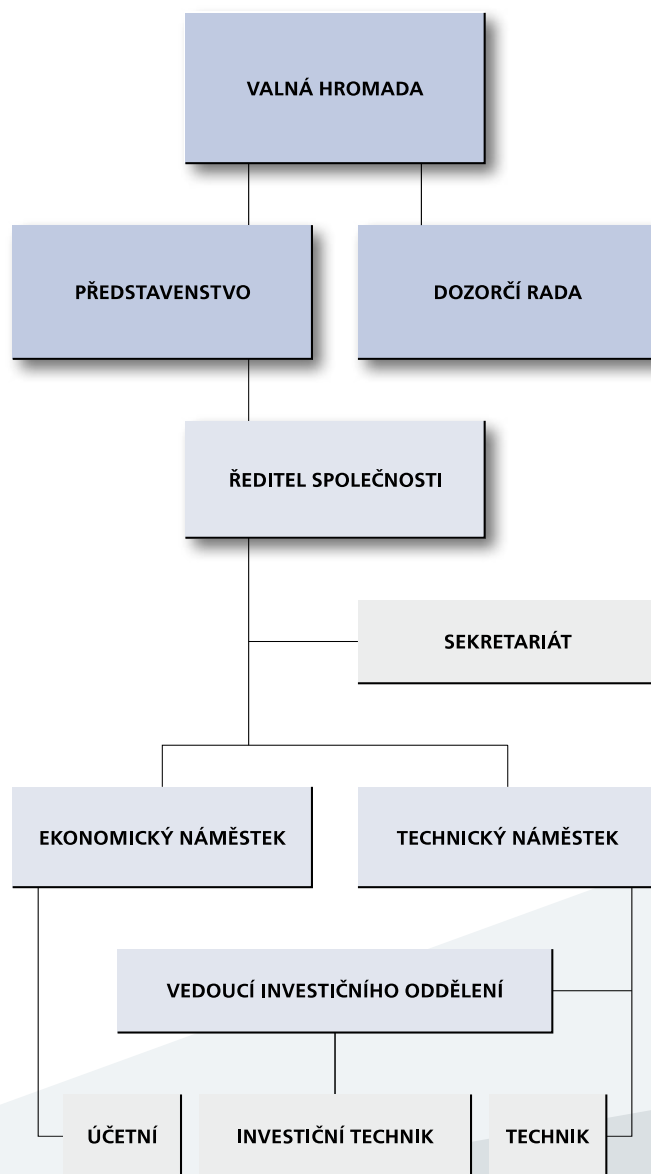 VALNÁ HROMADA
PŘEDSTAVENSTVO
DOZORČÍ RADA
ŘEDITEL SPOLEČNOSTI
SEKRETARIÁT
EKONOMICKÝ NÁMĚSTEK
TECHNICKÝ NÁMĚSTEK
VEDOUCÍ INVESTIČNÍHO ODDĚLENÍ
ÚČETNÍ
INVESTIČNÍ TECHNIK
TECHNIK